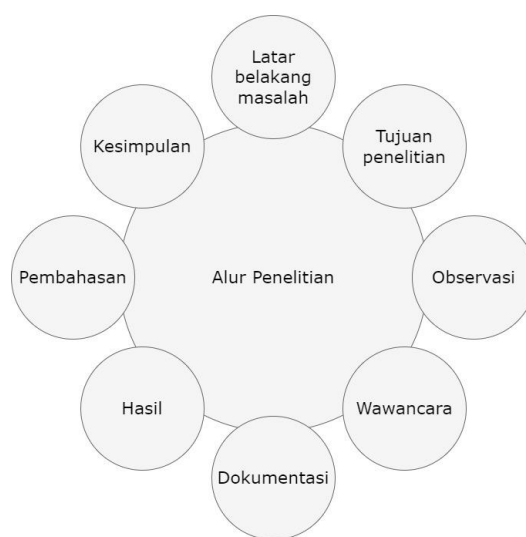 Latar
belakang
masalah
Tujuan
penelitian
Observasi
Wawancara
Dokumentasi
Hasil
Pembahasan
Kesimpulan
Alur Penelitian